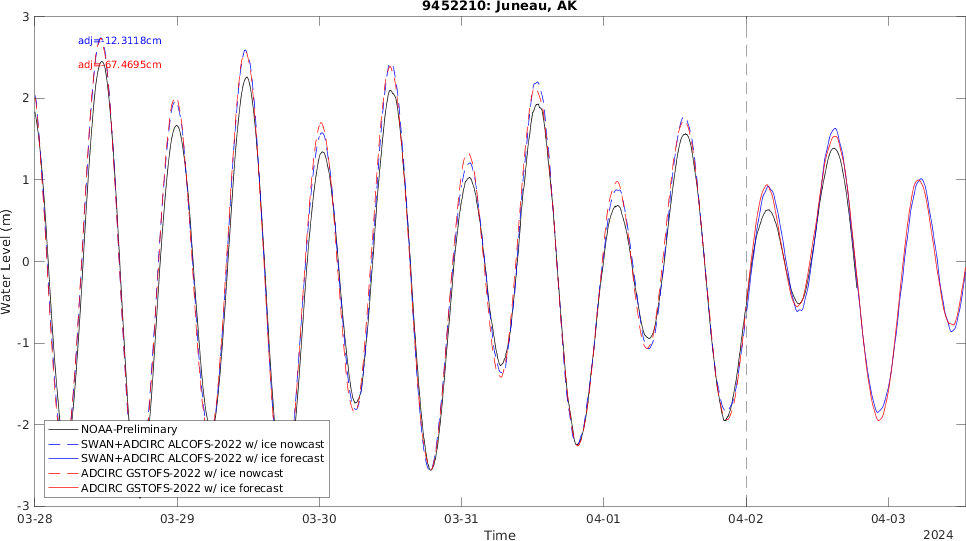 9452210: Juneau, AK
adj=-12.3118cm
adj=-67.4695cm
Water Level (m)
3
2
1
0
-1
-2
-3
NOAA-Preliminary
SWAN+ADCIRC ALCOFS-2022 w/ ice nowcast
SWAN+ADCIRC ALCOFS-2022 w/ ice forecast
ADCIRC GSTOFS-2022 w/ ice nowcast
ADCIRC GSTOFS-2022 w/ ice forecast
03-28 03-29 03-30 03-31 04-01 04-02 04-03
Time
2024